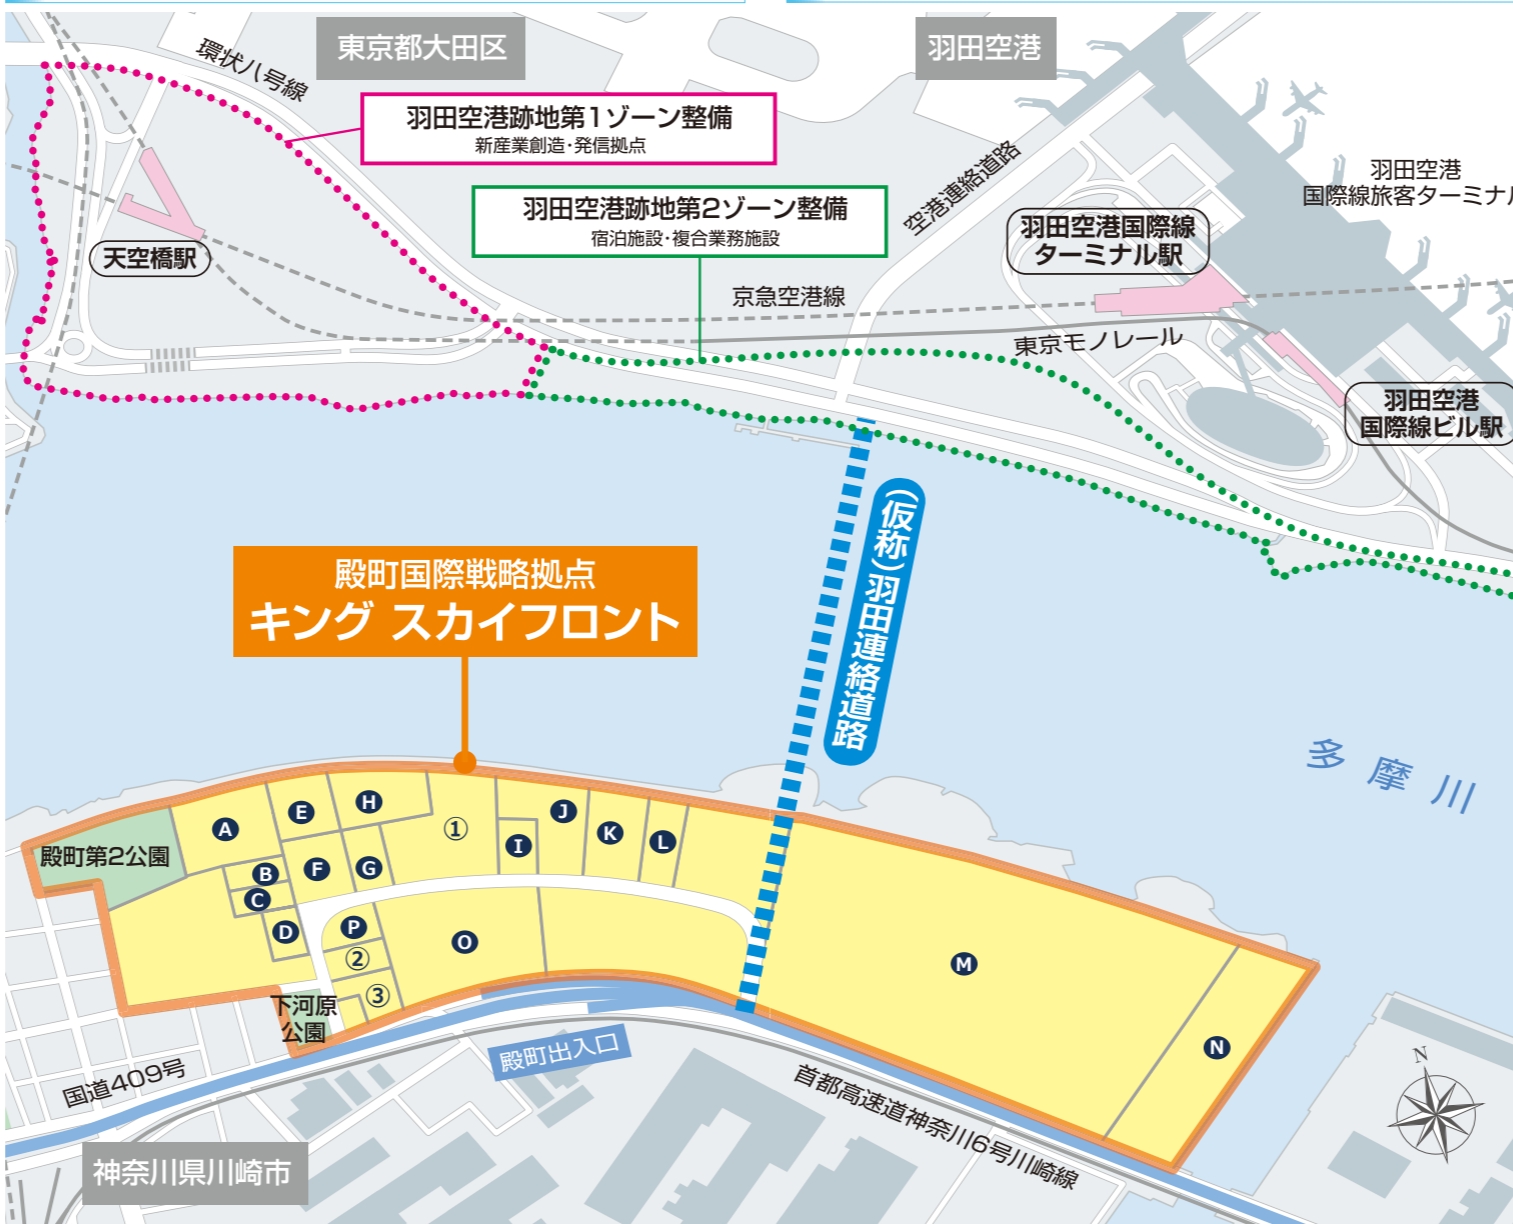 東京都大田区
羽田空港
環状八号線
羽田空港跡地第1ゾーン整備
新産業創造・発信拠点
空港連絡道路
羽田空港
国際線旅客ターミナル
羽田空港跡地第2ゾーン整備
宿泊施設・複合業務施設
羽田空港国際線
ターミナル駅
天空橋駅
京急空港線
東京モノレール
羽田空港
国際線ビル駅
(仮称)羽田連絡道路
殿町国際戦略拠点
キング スカイフロント
多摩川
殿町第2公園
A
E
H
①
J
I
K
L
B
F
G
C
D
P
②
O
③
M
N
下河原
公園
殿町出入口
国道409号
首都高速道神奈川6号川崎線
N
神奈川県川崎市